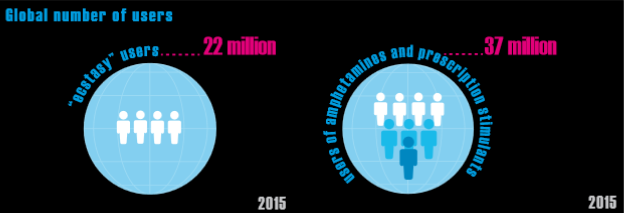 Global number of users
"ecstasy" users
22 million
2015
users of amphetamines and prescription stimulants
37 million
2015